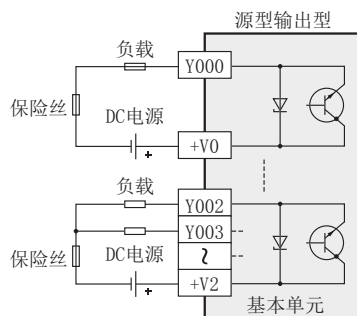 源型输出型
负载
Y000
保险丝
DC电源
+V0
+
负载
Y002
Y003
DC电源
~
保险丝
+V2
+
基本单元